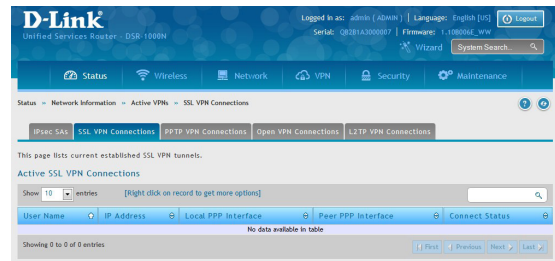 D-Link
Unified Services Router - DSR-1000N
Logged in as: admin ( ADMIN ) | Language: English [US] Logout
Serial: QB2B1A3000007 | Firmware: 1.10B006E_WW
Wizard System Search...
Status Wireless Network VPN Security Maintenance
Status » Network Information » Active VPNs » SSL VPN Connections
IPsec SAs SSL VPN Connections PPTP VPN Connections Open VPN Connections L2TP VPN Connections
This page lists current established SSL VPN tunnels.
Active SSL VPN Connections
Show 10 entries [Right click on record to get more options]
User Name IP Address Local PPP Interface Peer PPP Interface Connect Status
No data available in table
Showing 0 to 0 of 0 entries First Previous Next Last